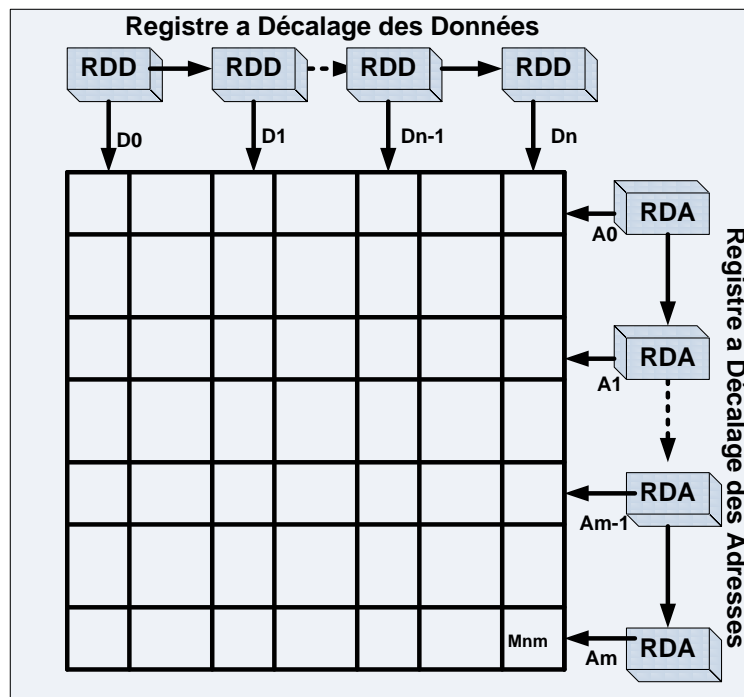 Registre a Décalage des Données
RDD RDD RDD RDD
D0 D1 Dn-1 Dn
RDA
A0
RDA
A1
RDA
Am-1
Mnm
Am
RDA
Registre a Décalage des Adresses